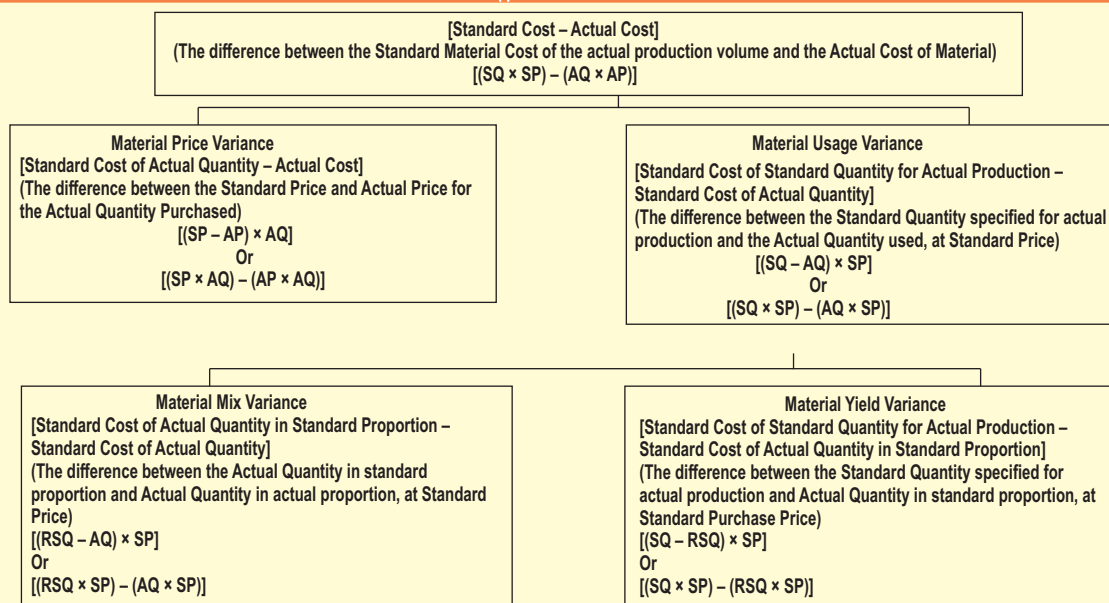 [Standard Cost – Actual Cost]
(The difference between the Standard Material Cost of the actual production volume and the Actual Cost of Material)
[(SQ × SP) – (AQ × AP)]
Material Price Variance
[Standard Cost of Actual Quantity – Actual Cost]
(The difference between the Standard Price and Actual Price for
the Actual Quantity Purchased)
[(SP – AP) × AQ]
Or
[(SP × AQ) – (AP × AQ)]
Material Usage Variance
[Standard Cost of Standard Quantity for Actual Production –
Standard Cost of Actual Quantity]
(The difference between the Standard Quantity specified for actual
production and the Actual Quantity used, at Standard Price)
[(SQ – AQ) × SP]
Or
[(SQ × SP) – (AQ × SP)]
Material Mix Variance
[Standard Cost of Actual Quantity in Standard Proportion –
Standard Cost of Actual Quantity]
(The difference between the Actual Quantity in standard
proportion and Actual Quantity in actual proportion, at Standard
Price)
[(RSQ – AQ) × SP]
Or
[(RSQ × SP) – (AQ × SP)]
Material Yield Variance
[Standard Cost of Standard Quantity for Actual Production –
Standard Cost of Actual Quantity in Standard Proportion]
(The difference between the Standard Quantity specified for
actual production and Actual Quantity in standard proportion, at
Standard Purchase Price)
[(SQ – RSQ) × SP]
Or
[(SQ × SP) – (RSQ × SP)]